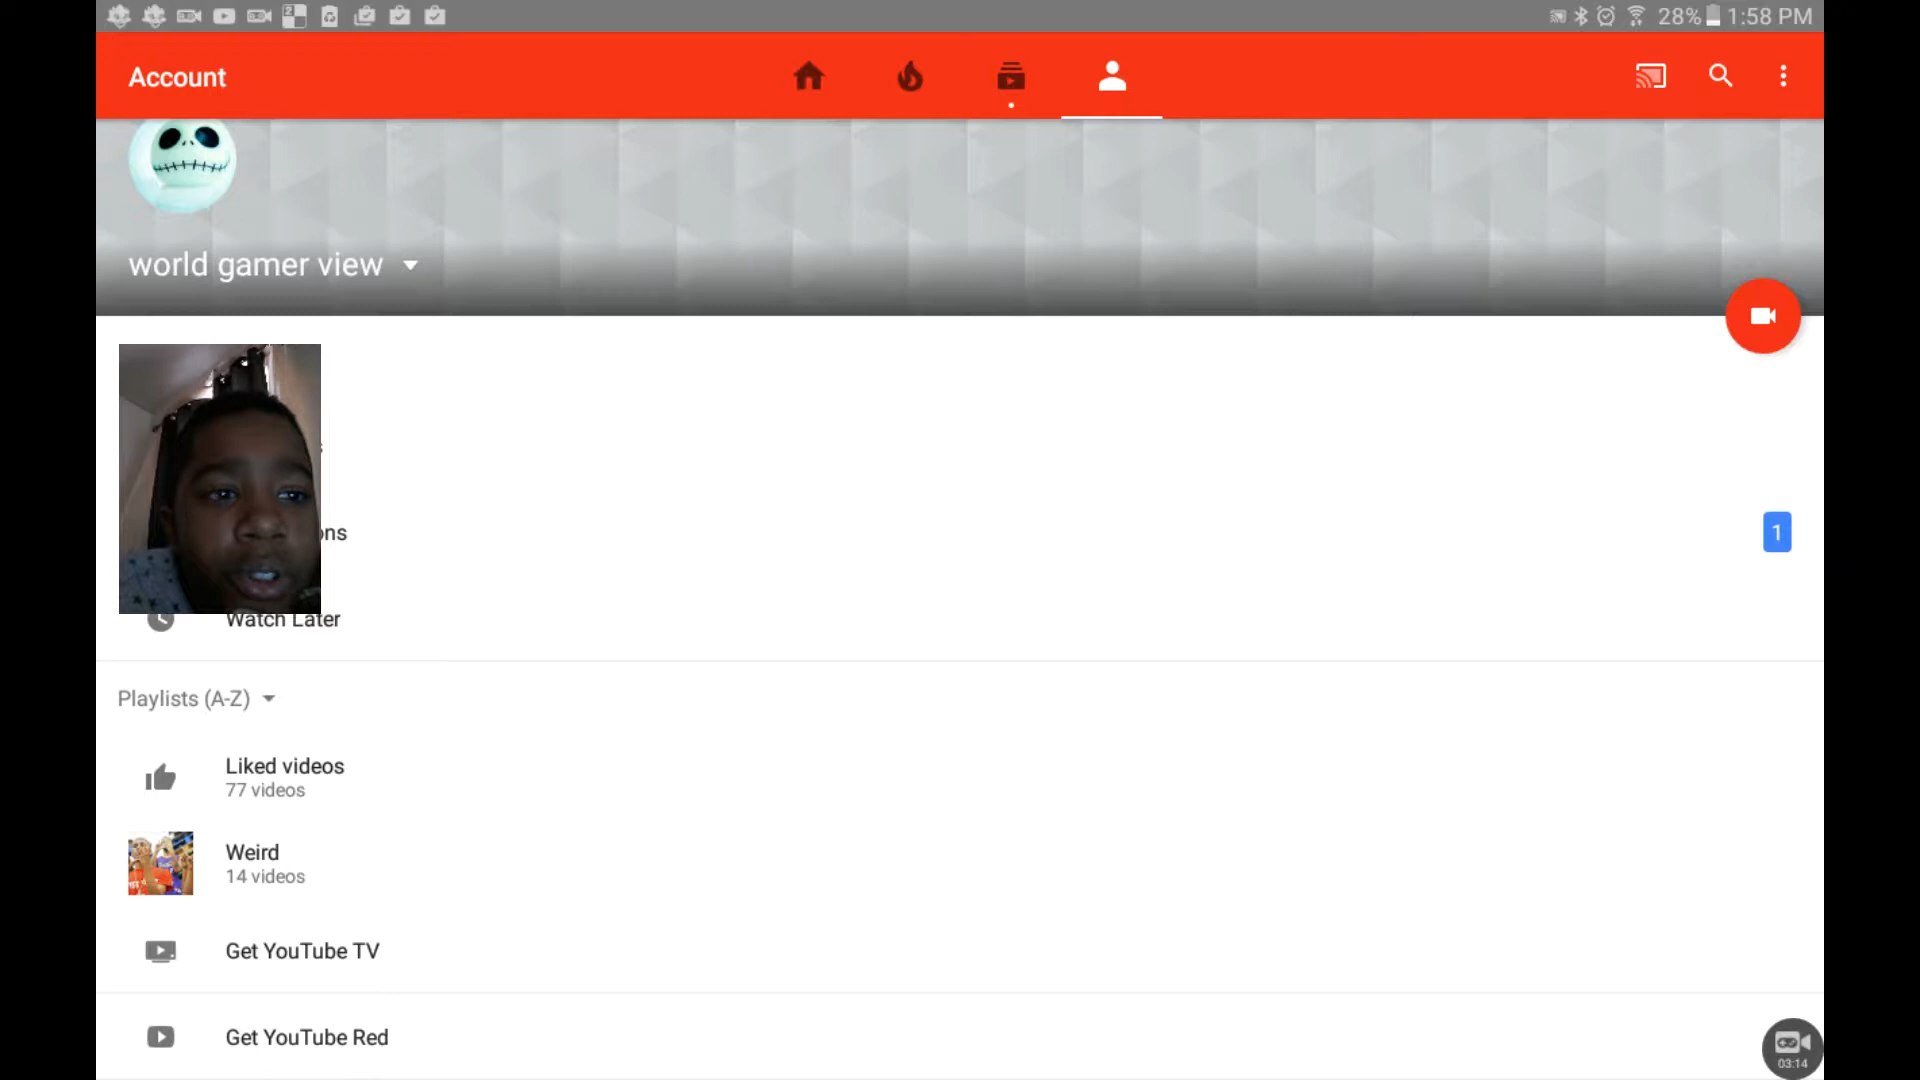 28% 1:58 PM
Account
world gamer view
1
Watch Later
Playlists (A-Z)
Liked videos
77 videos
Weird
14 videos
Get YouTube TV
Get YouTube Red
03:14